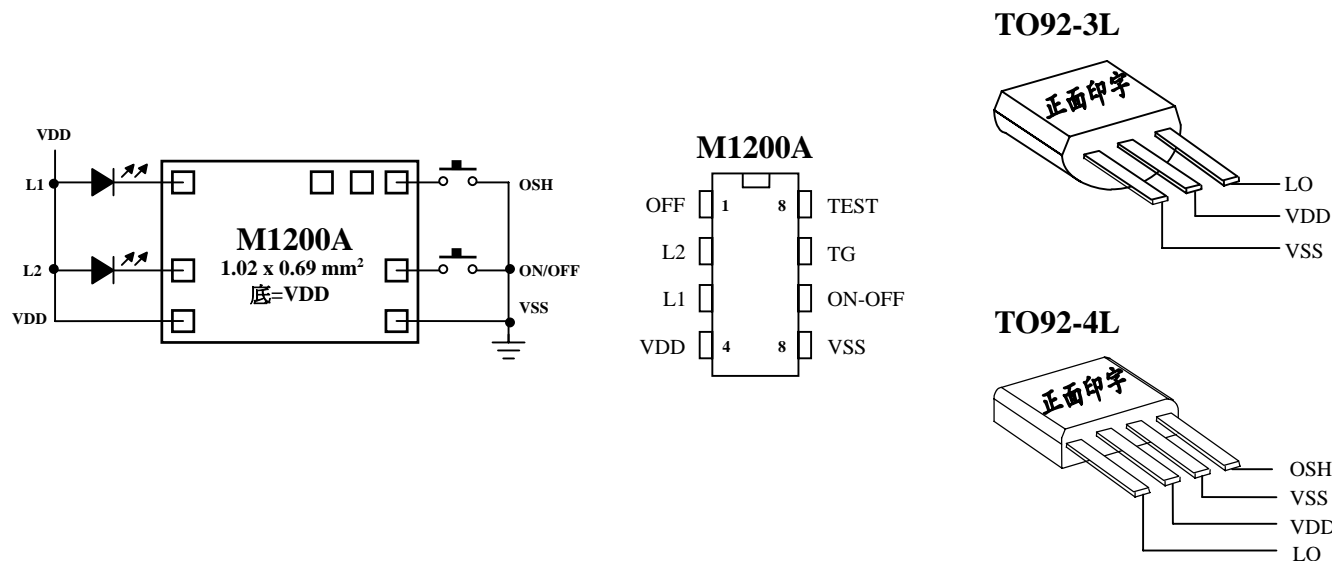 VDD
L1
L2
VDD
M1200A
1.02 x 0.69 mm²
底=VDD
OSH
ON/OFF
VSS
M1200A
OFF 1 8 TEST
L2 TG
L1 ON-OFF
VDD 4 8 VSS
TO92-3L
正面印字
LO
VDD
VSS
TO92-4L
正面印字
OSH
VSS
VDD
LO